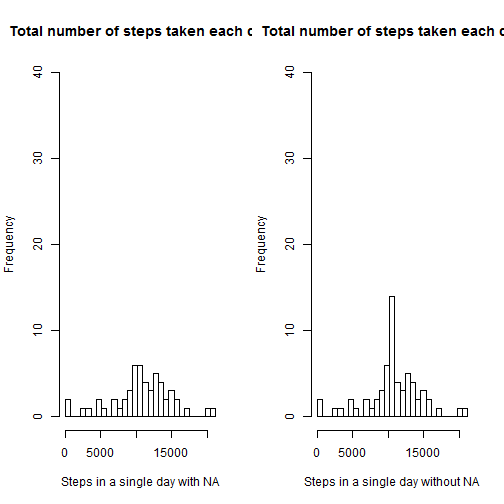 Total number of steps taken each d
Frequency
0
10
20
30
40
0
5000
15000
Steps in a single day with NA
Total number of steps taken each d
Frequency
0
10
20
30
40
0
5000
15000
Steps in a single day without NA